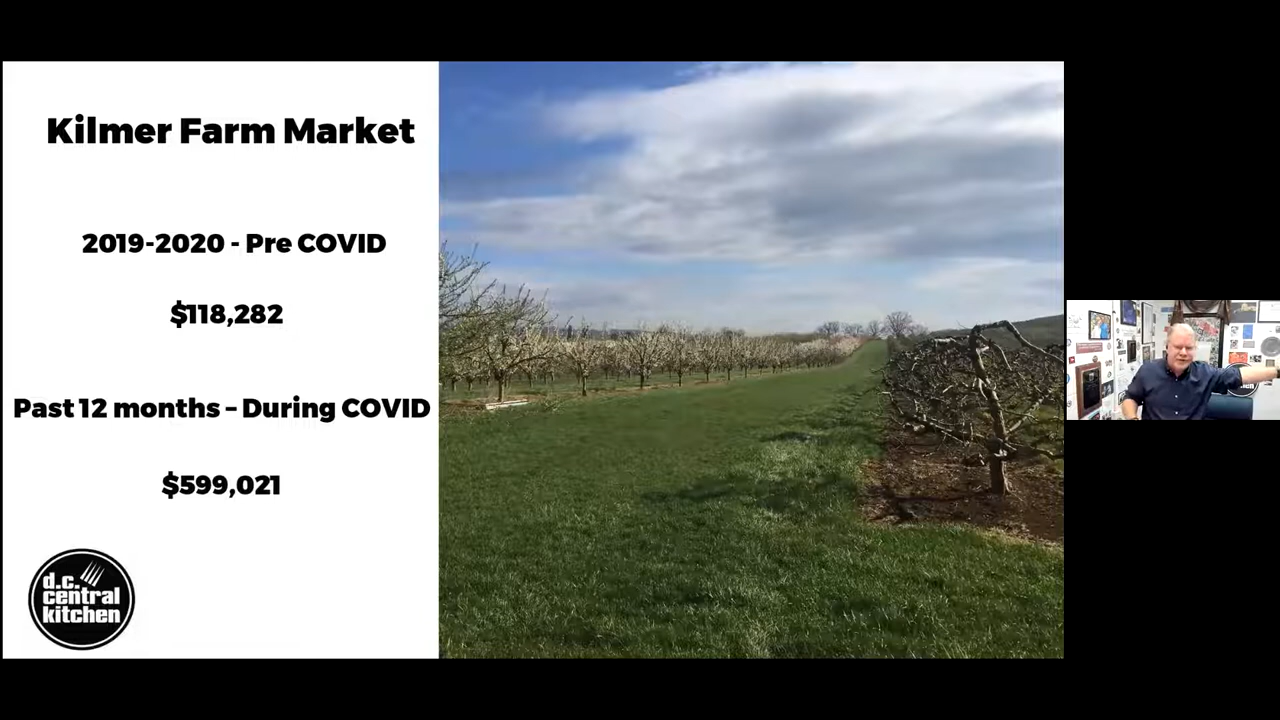 Kilmer Farm Market
2019-2020 - Pre COVID
$118,282
Past 12 months – During COVID
$599,021
d.c.
central
kitchen